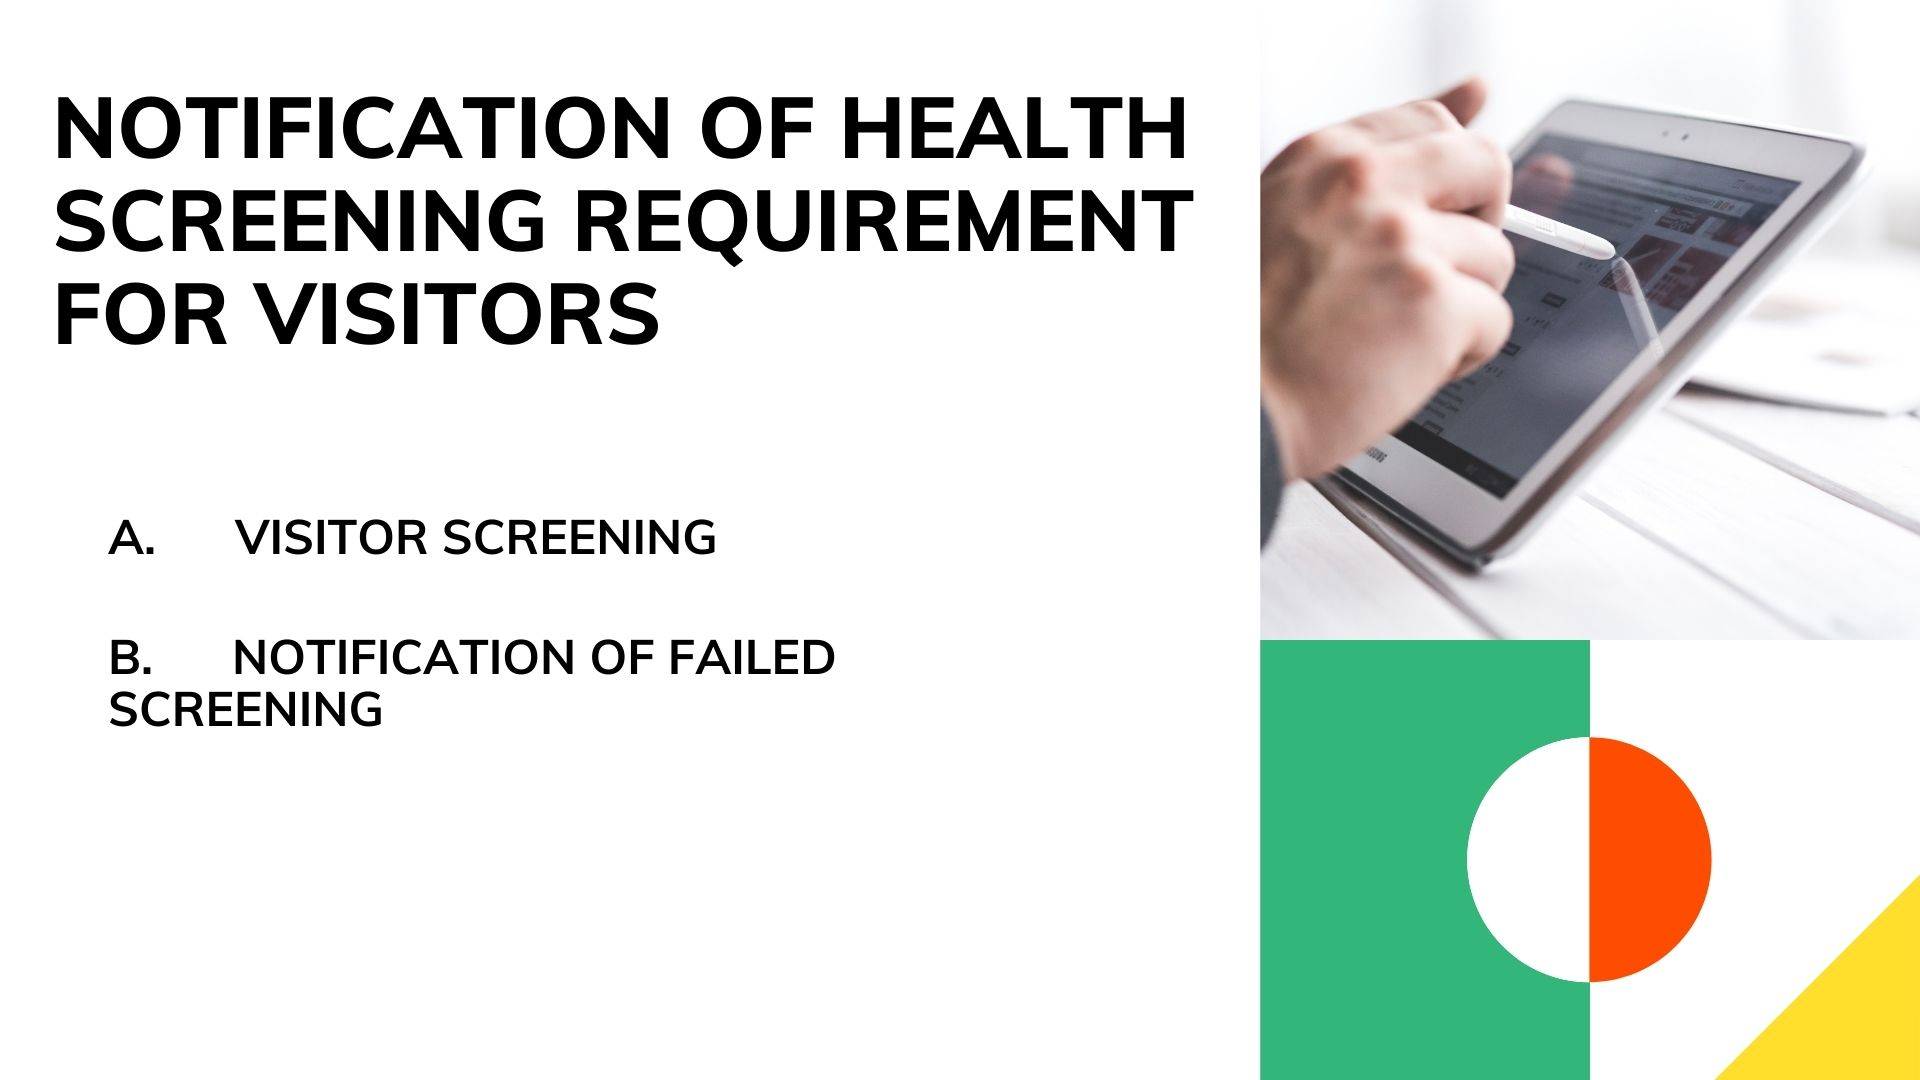 NOTIFICATION OF HEALTH
SCREENING REQUIREMENT
FOR VISITORS
A. VISITOR SCREENING
B. NOTIFICATION OF FAILED
SCREENING